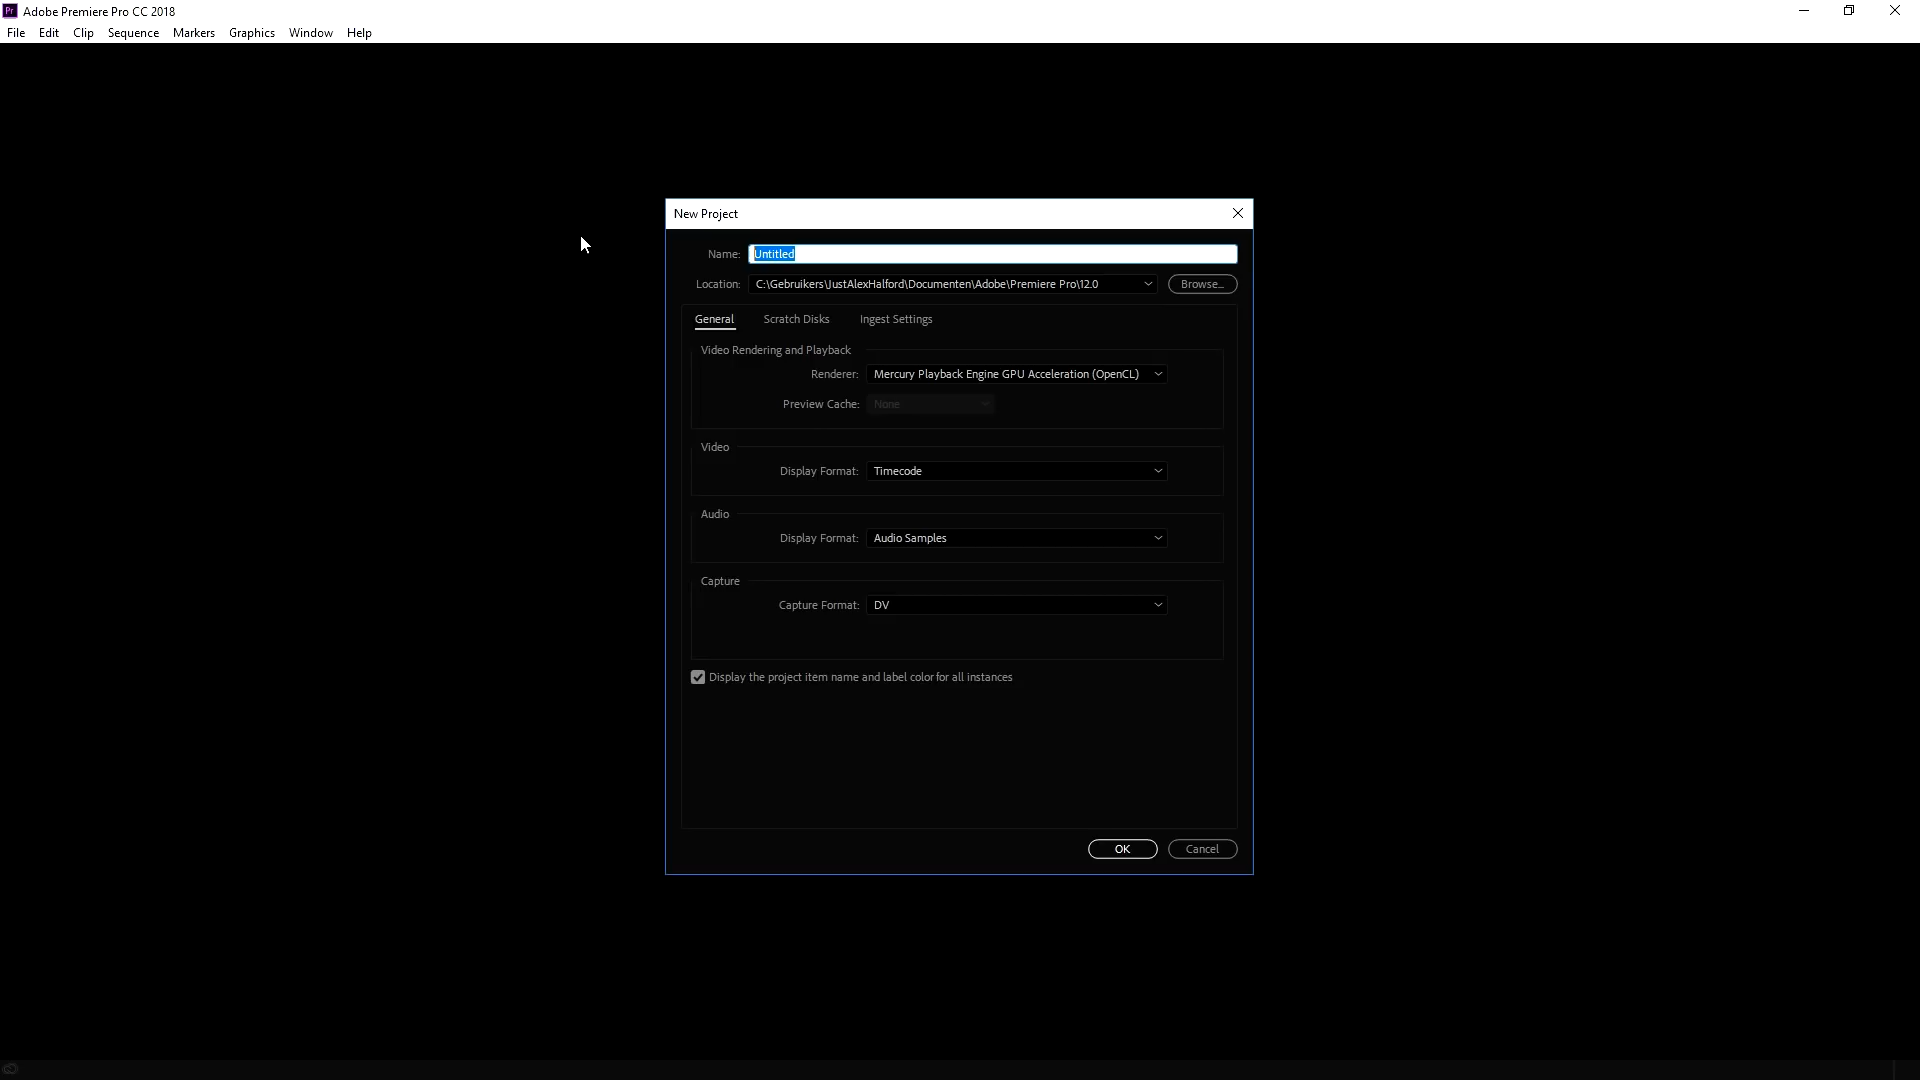 Pr Adobe Premiere Pro CC 2018
File Edit Clip Sequence Markers Graphics Window Help
New Project
Name: Untitled
Location: C:\Gebruikers\JustAlexHalford\Documenten\Adobe\Premiere Pro\12.0 Browse...
General Scratch Disks Ingest Settings
Video Rendering and Playback
Renderer: Mercury Playback Engine GPU Acceleration (OpenCL)
Preview Cache: None
Video
Display Format: Timecode
Audio
Display Format: Audio Samples
Capture
Capture Format: DV
Display the project item name and label color for all instances
OK Cancel